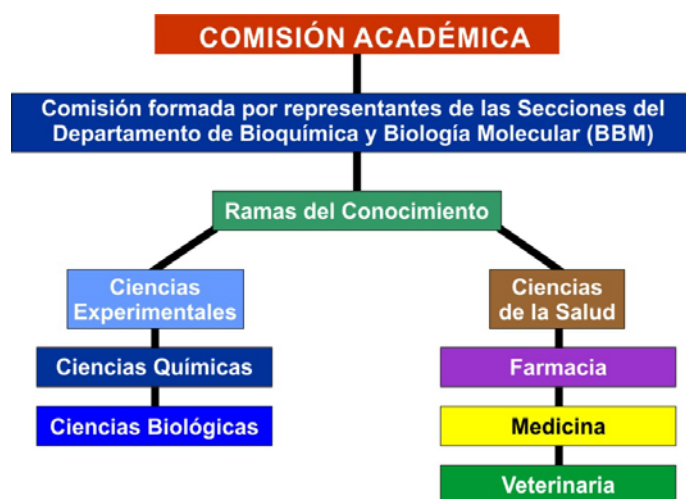 COMISIÓN ACADÉMICA
Comisión formada por representantes de las Secciones del
Departamento de Bioquímica y Biología Molecular (BBM)
Ramas del Conocimiento
Ciencias
Experimentales
Ciencias Químicas
Ciencias Biológicas
Ciencias
de la Salud
Farmacia
Medicina
Veterinaria